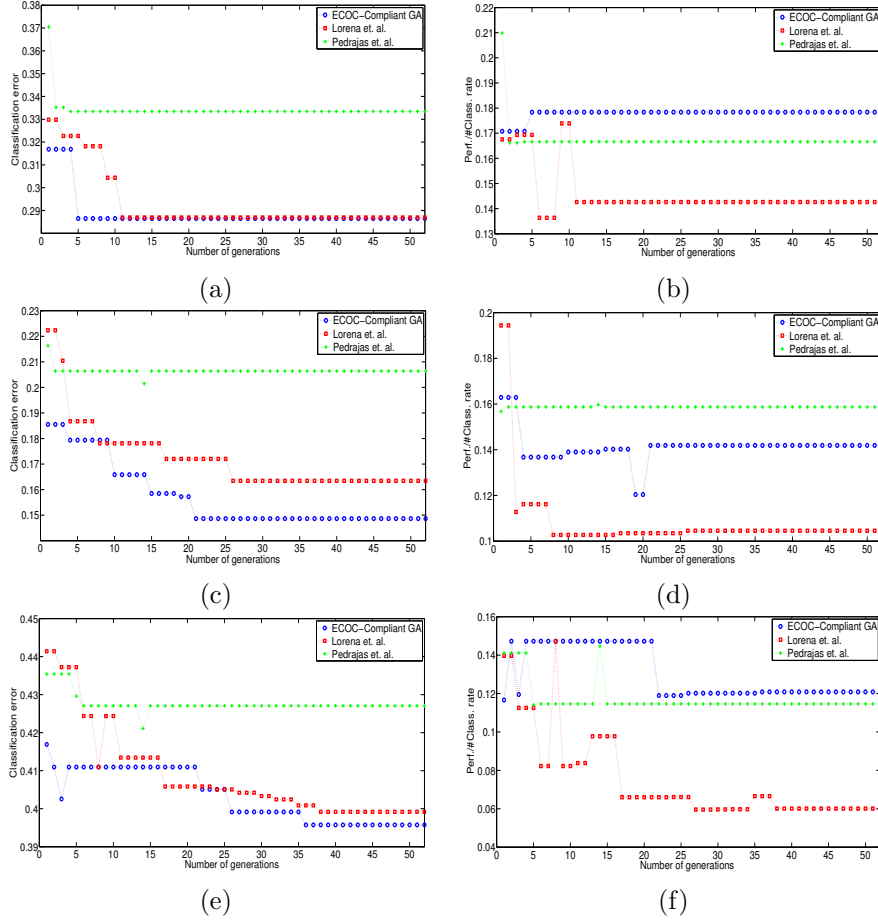 0.38
0.37
0.36
0.35
0.34
0.33
0.32
0.31
0.3
0.29
Classification error
0 5 10 15 20 25 30 35 40 45 50
Number of generations
ECOC−Compliant GA
Lorena et. al.
Pedrajas et. al.
(a)
0.22
0.21
0.2
0.19
0.18
0.17
0.16
0.15
0.14
0.13
Perf./#Class. rate
0 5 10 15 20 25 30 35 40 45 50
Number of generations
ECOC−Compliant GA
Lorena et. al.
Pedrajas et. al.
(b)
0.23
0.22
0.21
0.2
0.19
0.18
0.17
0.16
0.15
Classification error
0 5 10 15 20 25 30 35 40 45 50
Number of generations
ECOC−Compliant GA
Lorena et. al.
Pedrajas et. al.
(c)
0.2
0.18
0.16
0.14
0.12
0.1
Perf./#Class. rate
0 5 10 15 20 25 30 35 40 45 50
Number of generations
ECOC−Compliant GA
Lorena et. al.
Pedrajas et. al.
(d)
0.45
0.44
0.43
0.42
0.41
0.4
0.39
Classification error
0 5 10 15 20 25 30 35 40 45 50
Number of generations
ECOC−Compliant GA
Lorena et. al.
Pedrajas et. al.
(e)
0.16
0.14
0.12
0.1
0.08
0.06
0.04
Perf./#Class. rate
0 5 10 15 20 25 30 35 40 45 50
Number of generations
ECOC−Compliant GA
Lorena et. al.
Pedrajas et. al.
(f)